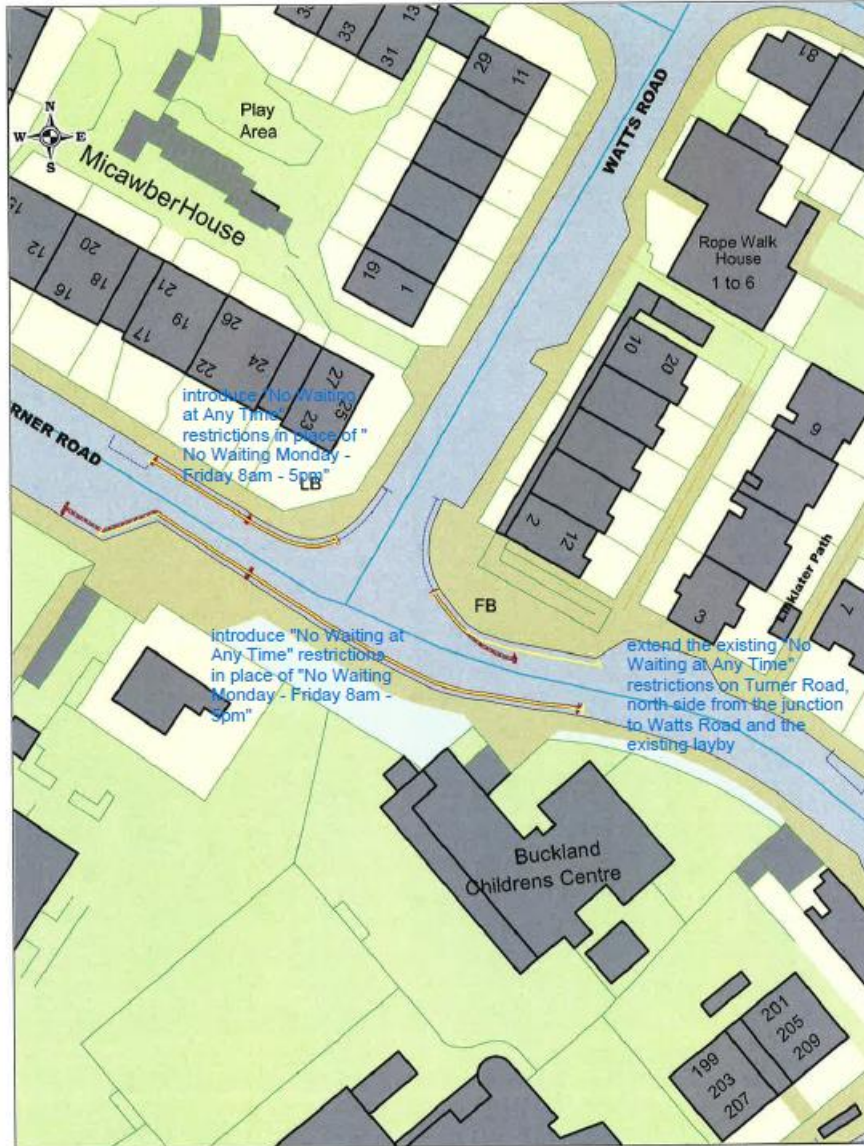 33
31
13
29
11
81
N
W E
S
Play
Area
WATTS ROAD
Micawber House
Rope Walk
House
1 to 6
15
12
20
18
16
21
19
17
26
24
22
27
25
23
19
1
10
20
2
12
6
3
7
Linklater Path
introduce "No Waiting
at Any Time"
restrictions in place of "
No Waiting Monday -
Friday 8am - 5pm"
LB
RNER ROAD
FB
introduce "No Waiting at
Any Time" restrictions
in place of "No Waiting
Monday - Friday 8am -
5pm"
extend the existing "No
Waiting at Any Time"
restrictions on Turner Road,
north side from the junction
to Watts Road and the
existing layby
Buckland
Childrens Centre
201
205
209
199
203
207